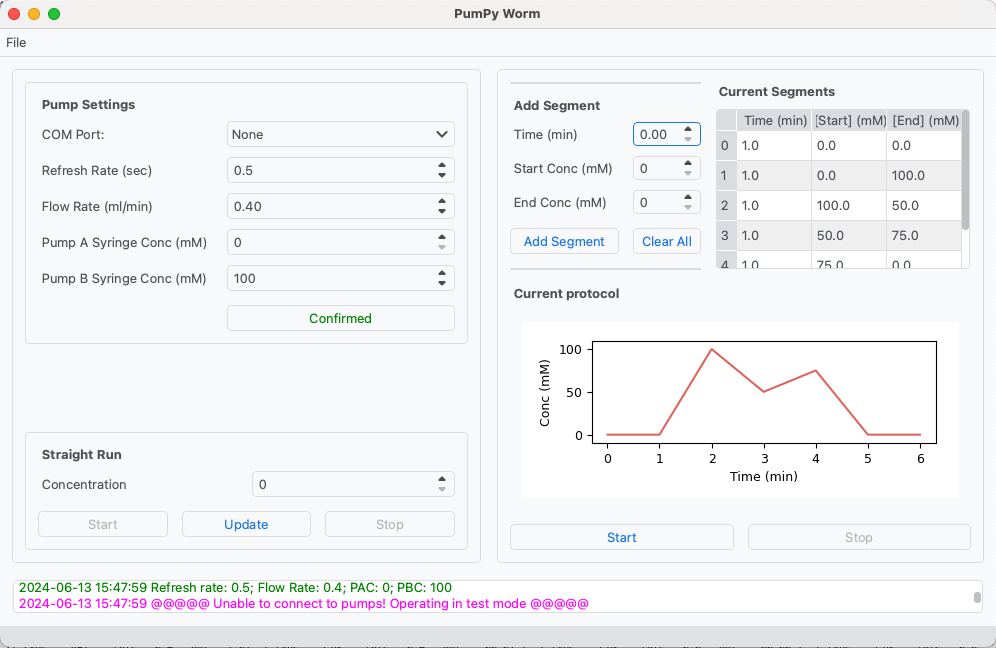 PumPy Worm
File
Pump Settings
COM Port: None
Refresh Rate (sec) 0.5
Flow Rate (ml/min) 0.40
Pump A Syringe Conc (mM) 0
Pump B Syringe Conc (mM) 100
Confirmed
Straight Run
Concentration 0
Start Update Stop
Add Segment
Time (min) 0.00
Start Conc (mM) 0
End Conc (mM) 0
Add Segment Clear All
Current Segments
Time (min) [Start] (mM) [End] (mM)
0 1.0 0.0 0.0
1 1.0 0.0 100.0
2 1.0 100.0 50.0
3 1.0 50.0 75.0
4 1.0 75.0 0.0
Current protocol
100
50
0
Conc (mM)
0 1 2 3 4 5 6
Time (min)
Start Stop
2024-06-13 15:47:59 Refresh rate: 0.5; Flow Rate: 0.4; PAC: 0; PBC: 100
2024-06-13 15:47:59 @@@@@ Unable to connect to pumps! Operating in test mode @@@@@